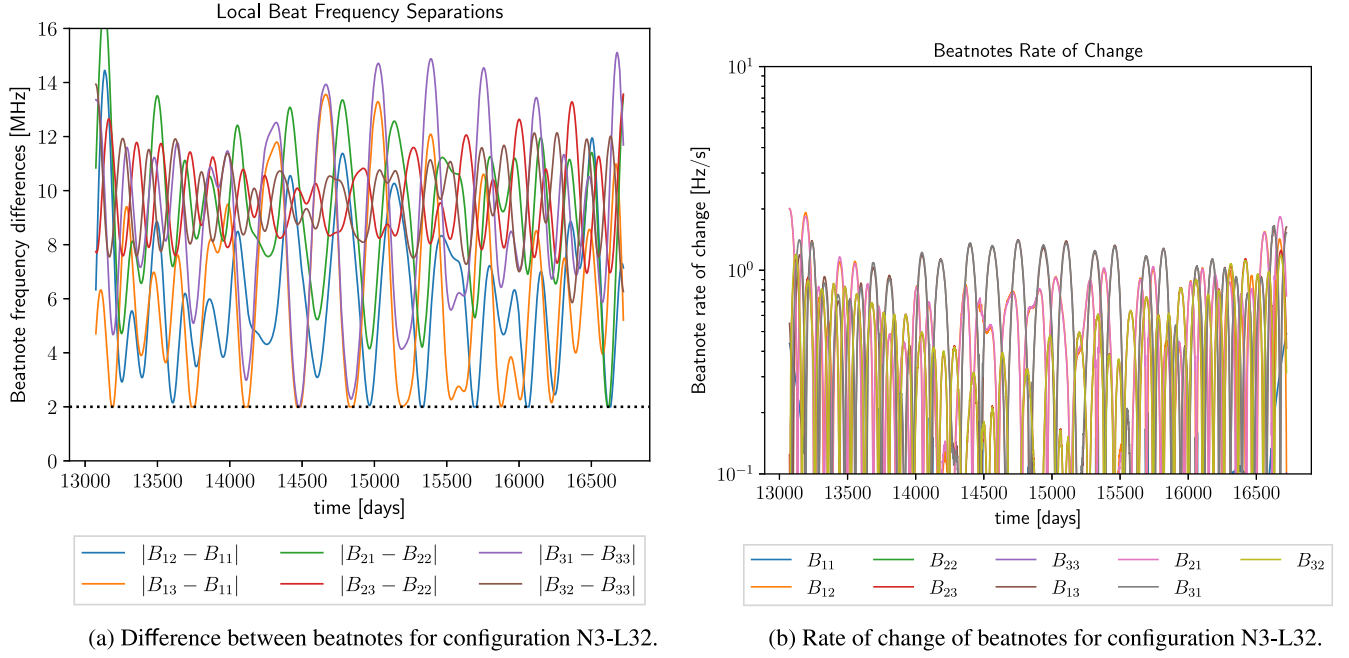 Local Beat Frequency Separations
Beatnote frequency differences [MHz]
16
14
12
10
8
6
4
2
0
13000 13500 14000 14500 15000 15500 16000 16500
time [days]
|B₁₂ − B₁₁| |B₂₁ − B₂₂| |B₃₁ − B₃₃|
|B₁₃ − B₁₁| |B₂₃ − B₂₂| |B₃₂ − B₃₃|
(a) Difference between beatnotes for configuration N3-L32.
Beatnotes Rate of Change
Beatnote rate of change [Hz/s]
10¹
10⁰
10⁻¹
13000 13500 14000 14500 15000 15500 16000 16500
time [days]
B₁₁ B₂₂ B₃₃ B₂₁ B₃₂
B₁₂ B₂₃ B₁₃ B₃₁
(b) Rate of change of beatnotes for configuration N3-L32.